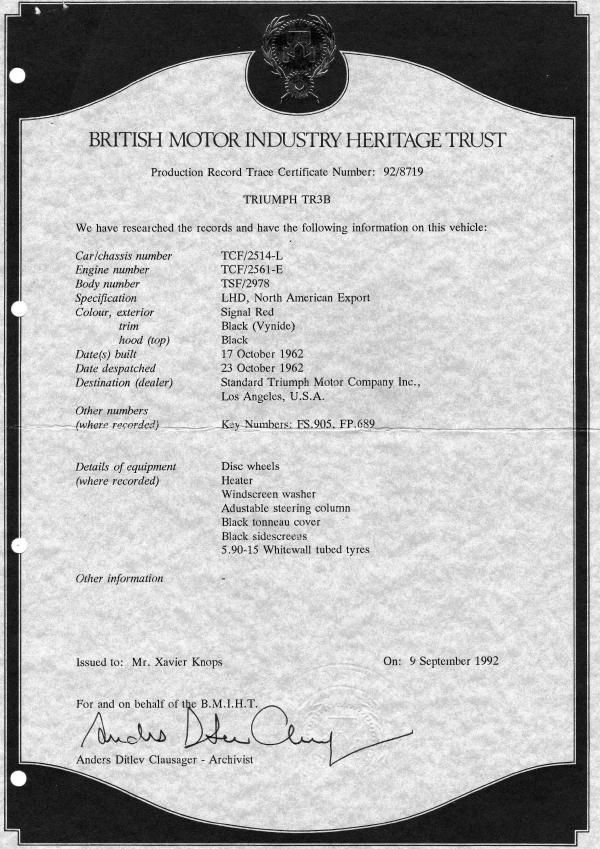 BRITISH MOTOR INDUSTRY HERITAGE TRUST
Production Record Trace Certificate Number: 92/8719
TRIUMPH TR3B
We have researched the records and have the following information on this vehicle:
Car/chassis number TCF/2514-L
Engine number TCF/2561-E
Body number TSF/2978
Specification LHD, North American Export
Colour, exterior Signal Red
trim Black (Vynide)
hood (top) Black
Date(s) built 17 October 1962
Date despatched 23 October 1962
Destination (dealer) Standard Triumph Motor Company Inc.,
Los Angeles, U.S.A.
Other numbers
(where recorded) Key Numbers: FS.905, FP.689
Details of equipment Disc wheels
(where recorded) Heater
Windscreen washer
Adustable steering column
Black tonneau cover
Black sidescreens
5.90-15 Whitewall tubed tyres
Other information -
Issued to: Mr. Xavier Knops On: 9 September 1992
For and on behalf of the B.M.I.H.T.
Anders Ditlev Clausager - Archivist